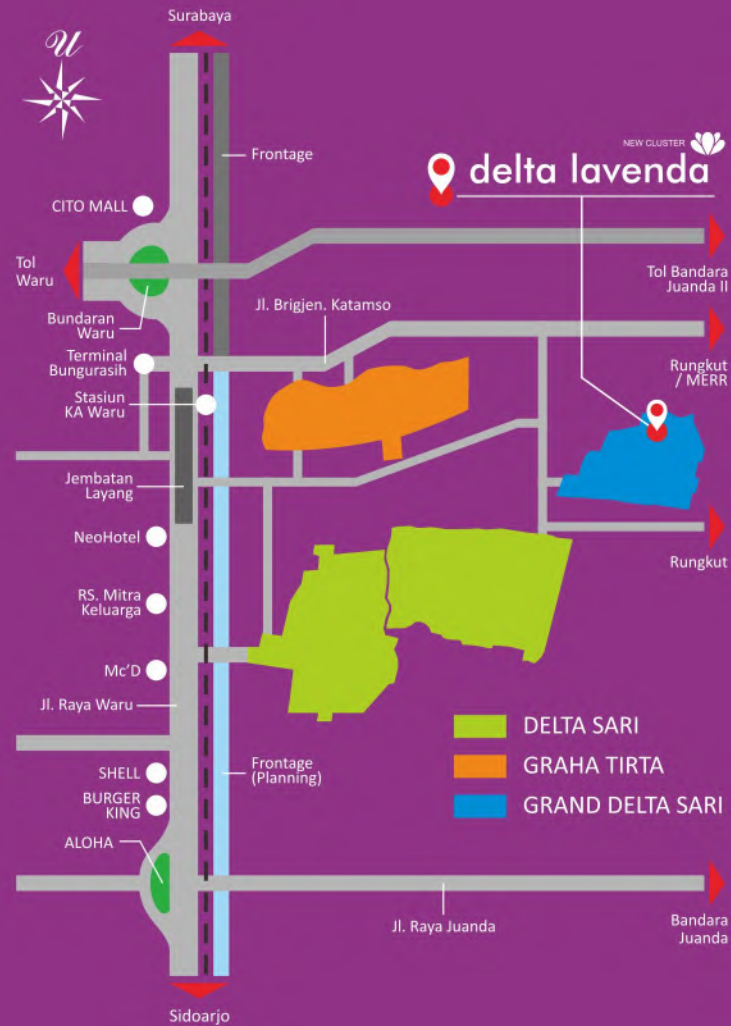 Surabaya
U
Frontage
NEW CLUSTER
delta lavenda
CITO MALL
Tol
Waru
Tol Bandara
Juanda II
Bundaran
Waru
Jl. Brigjen. Katamso
Terminal
Bungurasih
Rungkut
/ MERR
Stasiun
KA Waru
Jembatan
Layang
NeoHotel
Rungkut
RS. Mitra
Keluarga
Mc'D
Jl. Raya Waru
DELTA SARI
GRAHA TIRTA
GRAND DELTA SARI
Frontage
(Planning)
SHELL
BURGER
KING
ALOHA
Jl. Raya Juanda
Bandara
Juanda
Sidoarjo